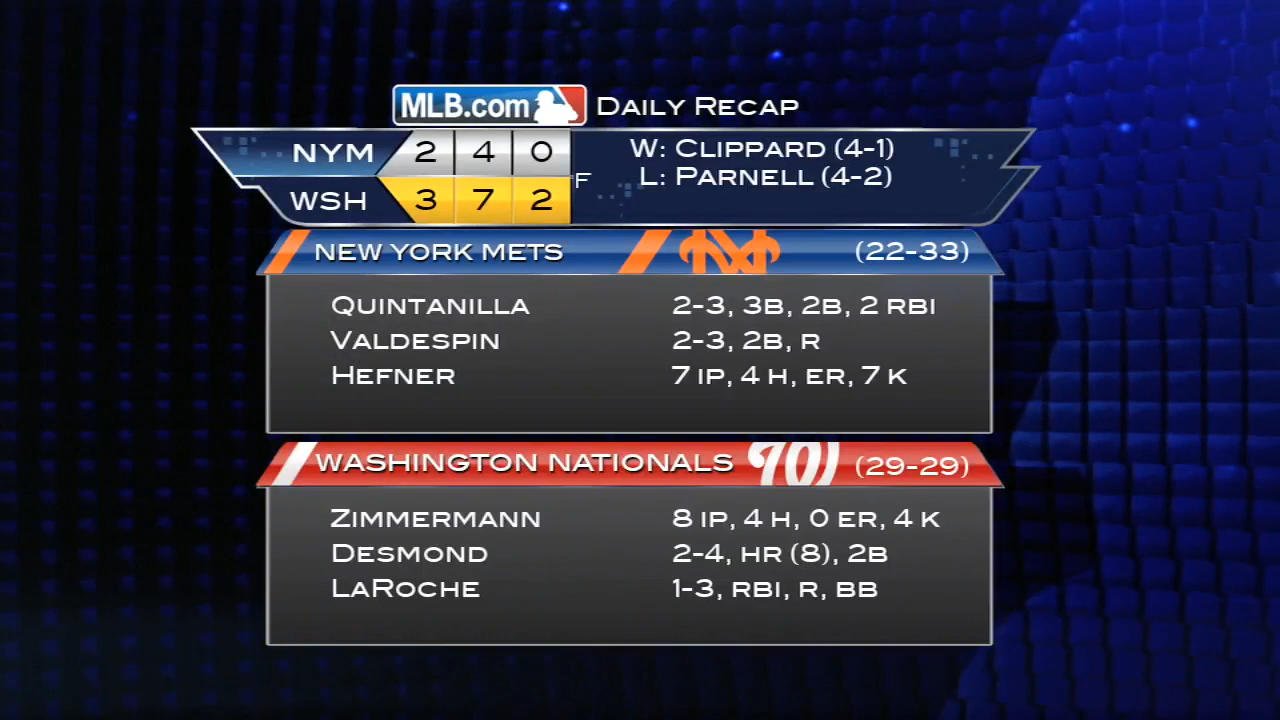 MLB.com DAILY RECAP
NYM 2 4 0 W: CLIPPARD (4-1)
F L: PARNELL (4-2)
WSH 3 7 2
NEW YORK METS NY (22-33)
QUINTANILLA 2-3, 3B, 2B, 2 RBI
VALDESPIN 2-3, 2B, R
HEFNER 7 IP, 4 H, ER, 7 K
WASHINGTON NATIONALS W (29-29)
ZIMMERMANN 8 IP, 4 H, 0 ER, 4 K
DESMOND 2-4, HR (8), 2B
LAROCHE 1-3, RBI, R, BB